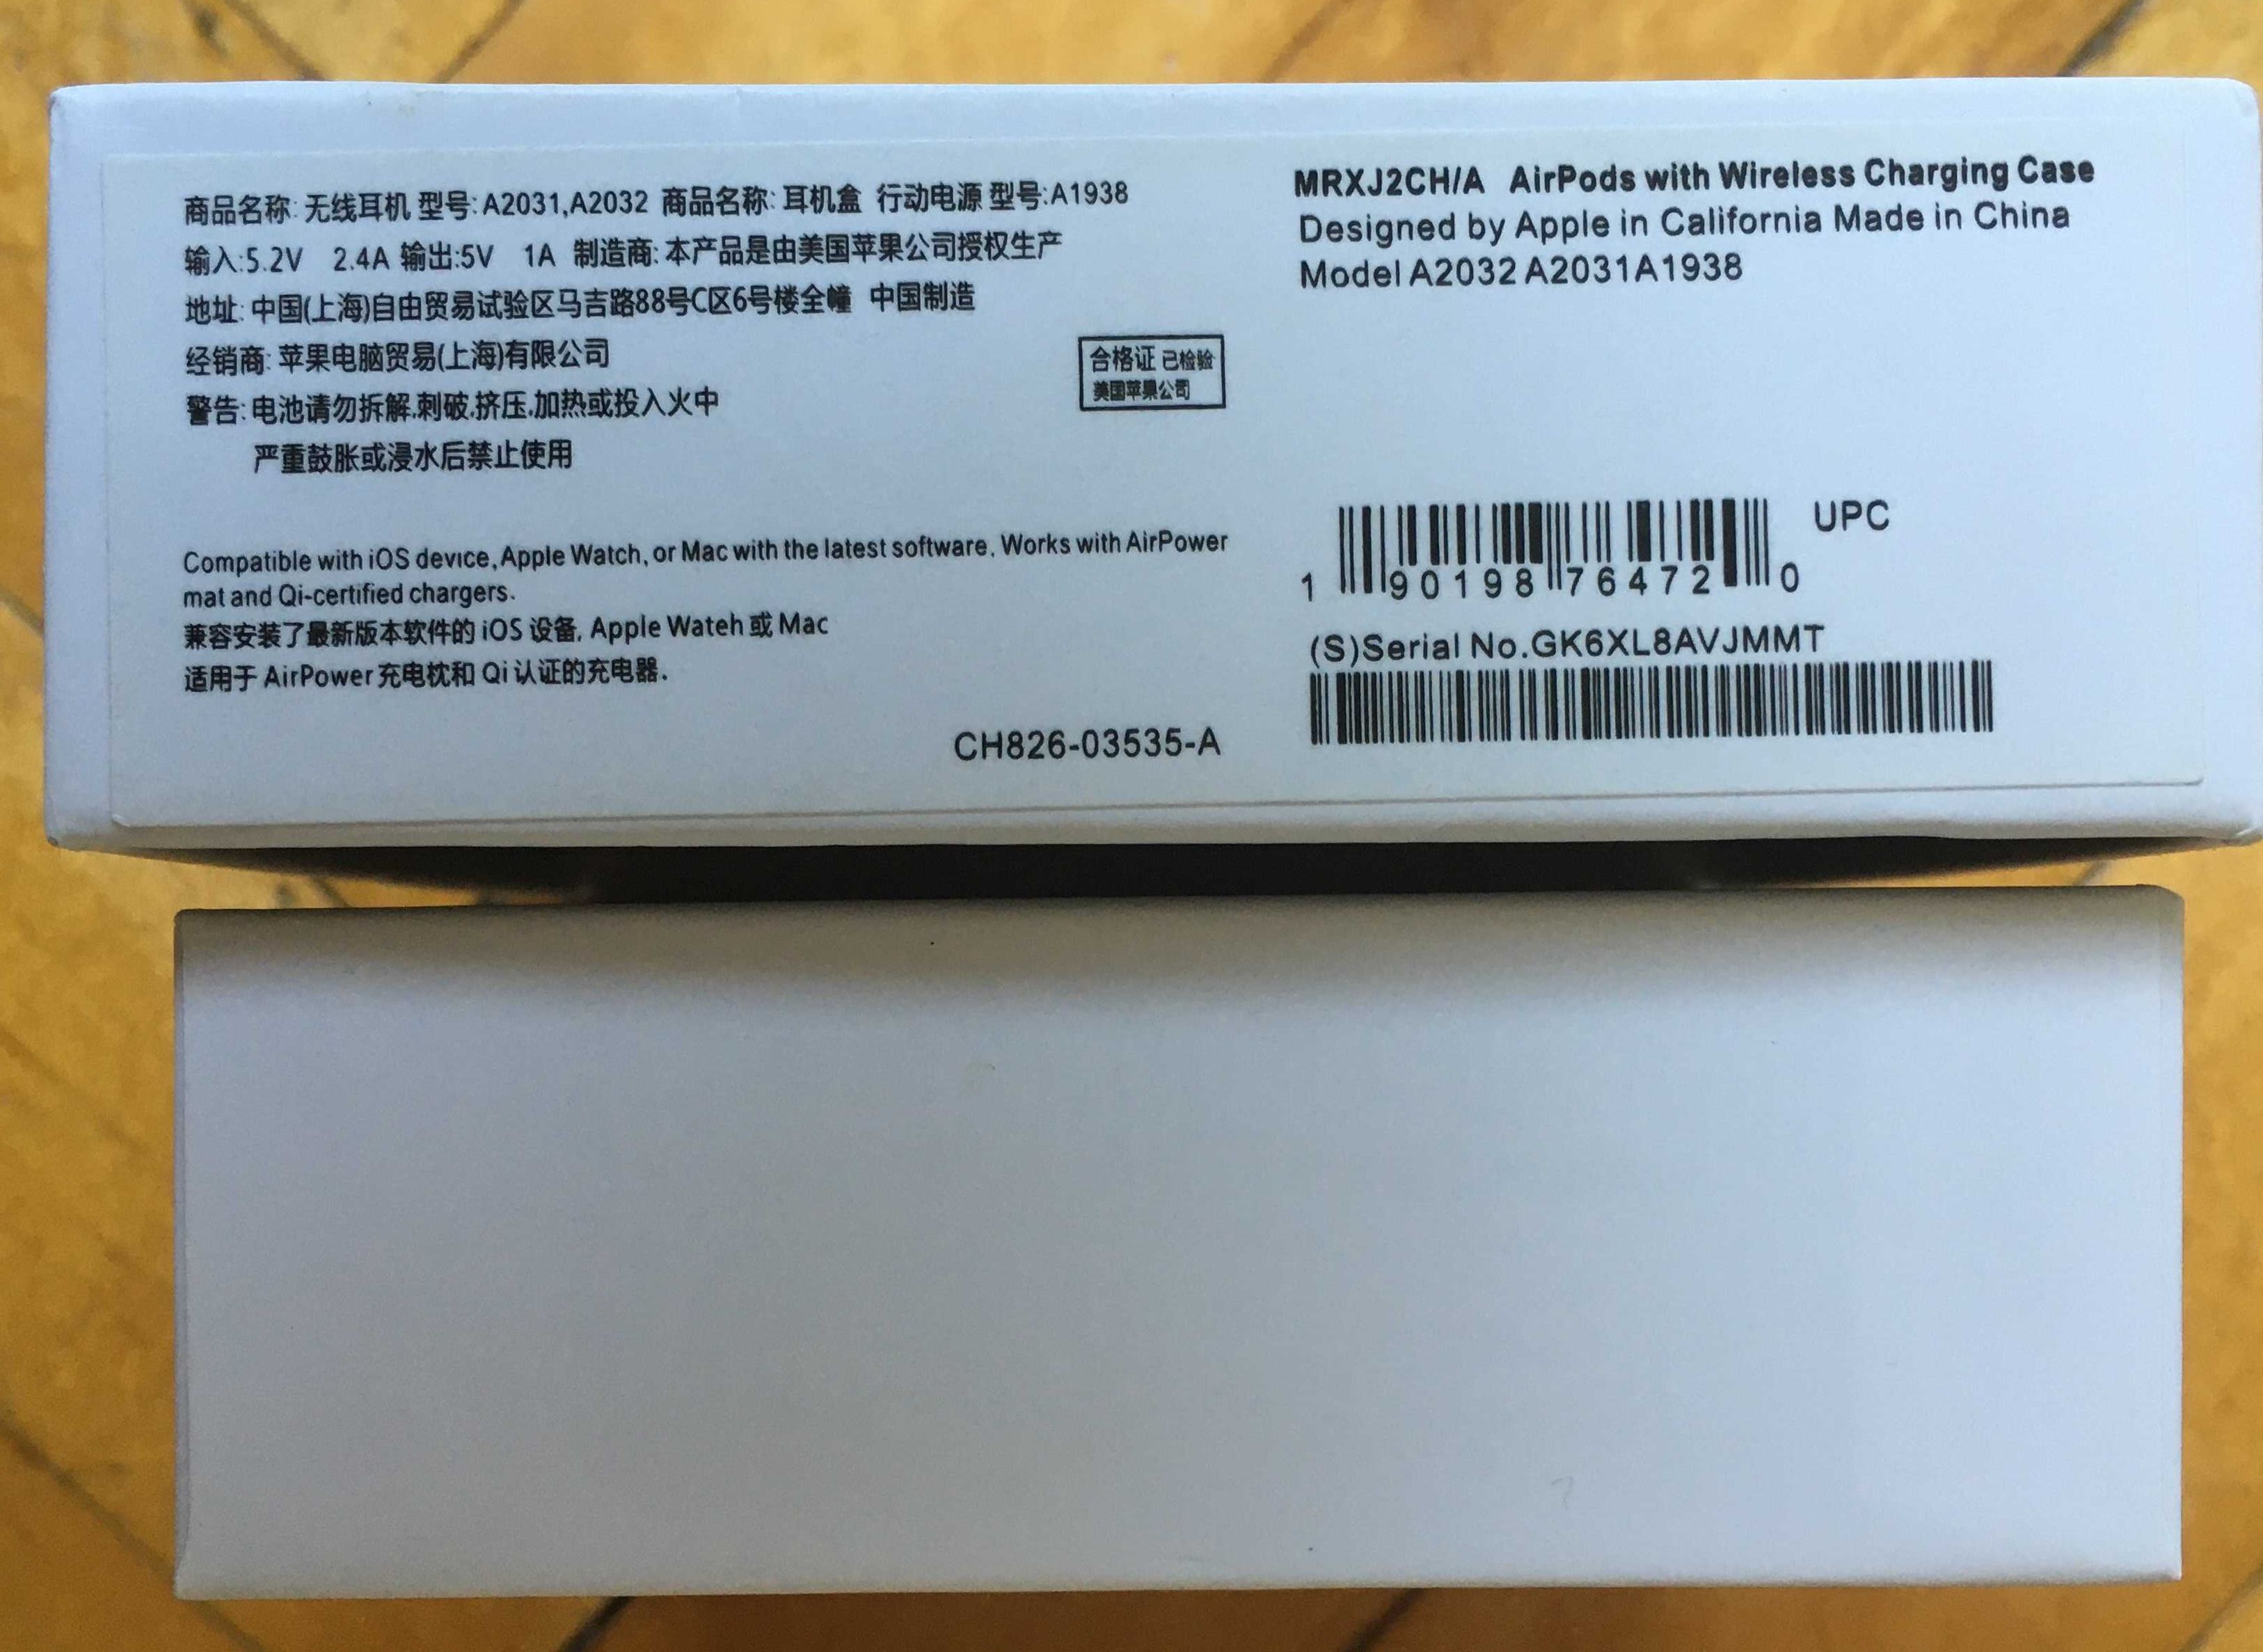 商品名称: 无线耳机 型号:A2031,A2032 商品名称: 耳机盒 行动电源 型号:A1938
输入:5.2V 2.4A 输出:5V 1A 制造商: 本产品是由美国苹果公司授权生产
地址: 中国(上海)自由贸易试验区马吉路88号C区6号楼全幢 中国制造
经销商: 苹果电脑贸易(上海)有限公司
警告: 电池请勿拆解,刺破,挤压,加热或投入火中
严重鼓胀或浸水后禁止使用
合格证 已检验
美国苹果公司
Compatible with iOS device, Apple Watch, or Mac with the latest software. Works with AirPower
mat and Qi-certified chargers.
兼容安装了最新版本软件的 iOS 设备, Apple Wateh 或 Mac
适用于 AirPower 充电枕和 Qi 认证的充电器.
CH826-03535-A
MRXJ2CH/A AirPods with Wireless Charging Case
Designed by Apple in California Made in China
Model A2032 A2031A1938
UPC
1 90198 76472 0
(S)Serial No.GK6XL8AVJMMT